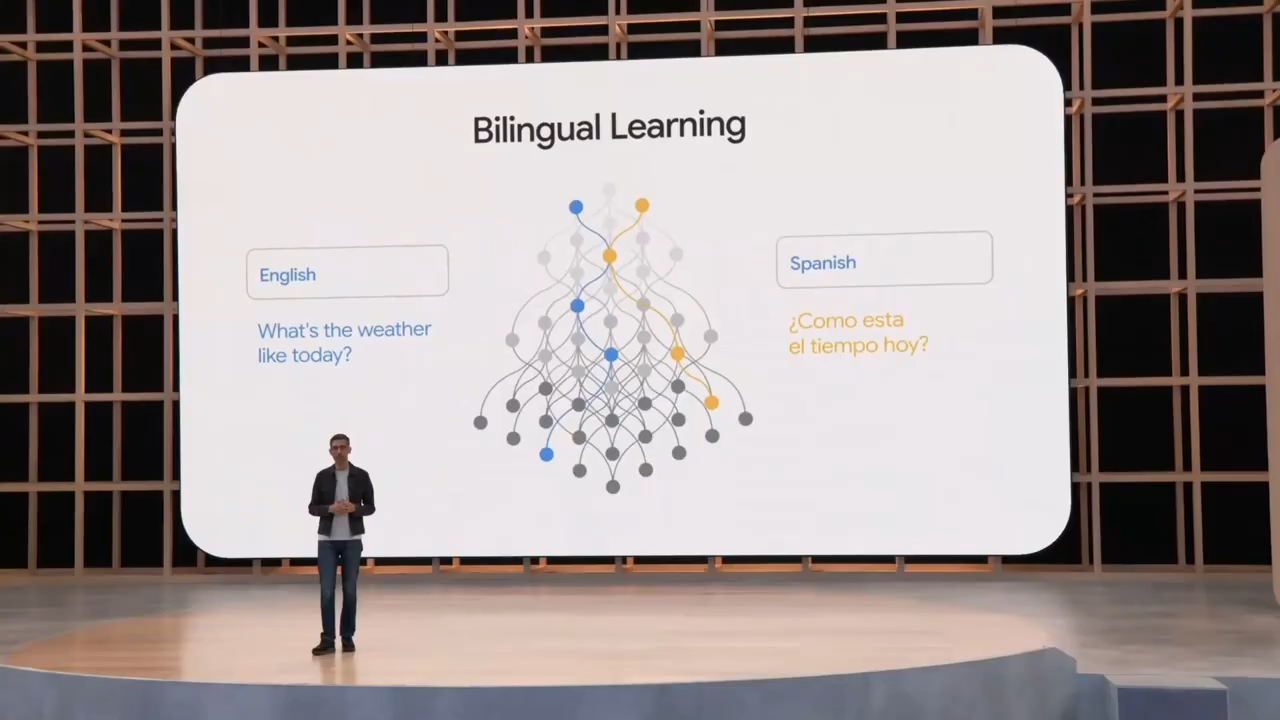 Bilingual Learning
English
What's the weather
like today?
Spanish
¿Como esta
el tiempo hoy?